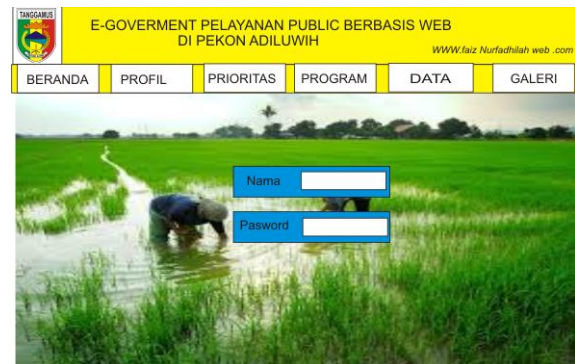 TANGGAMUS
E-GOVERMENT PELAYANAN PUBLIC BERBASIS WEB
DI PEKON ADILUWIH
WWW.faiz Nurfadhilah web .com
BERANDA PROFIL PRIORITAS PROGRAM DATA GALERI
Nama
Pasword